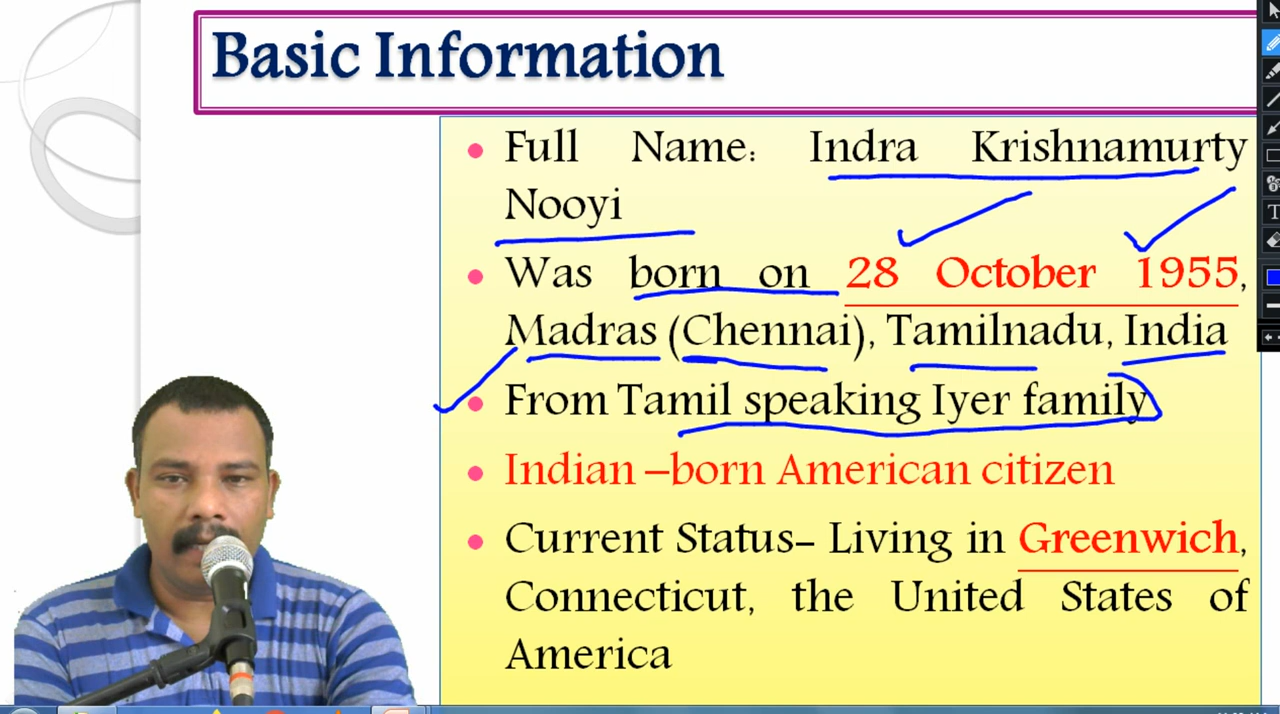 Basic Information
Full Name: Indra Krishnamurty
Nooyi
Was born on 28 October 1955,
Madras (Chennai), Tamilnadu, India
From Tamil speaking Iyer family
Indian –born American citizen
Current Status– Living in Greenwich,
Connecticut, the United States of
America